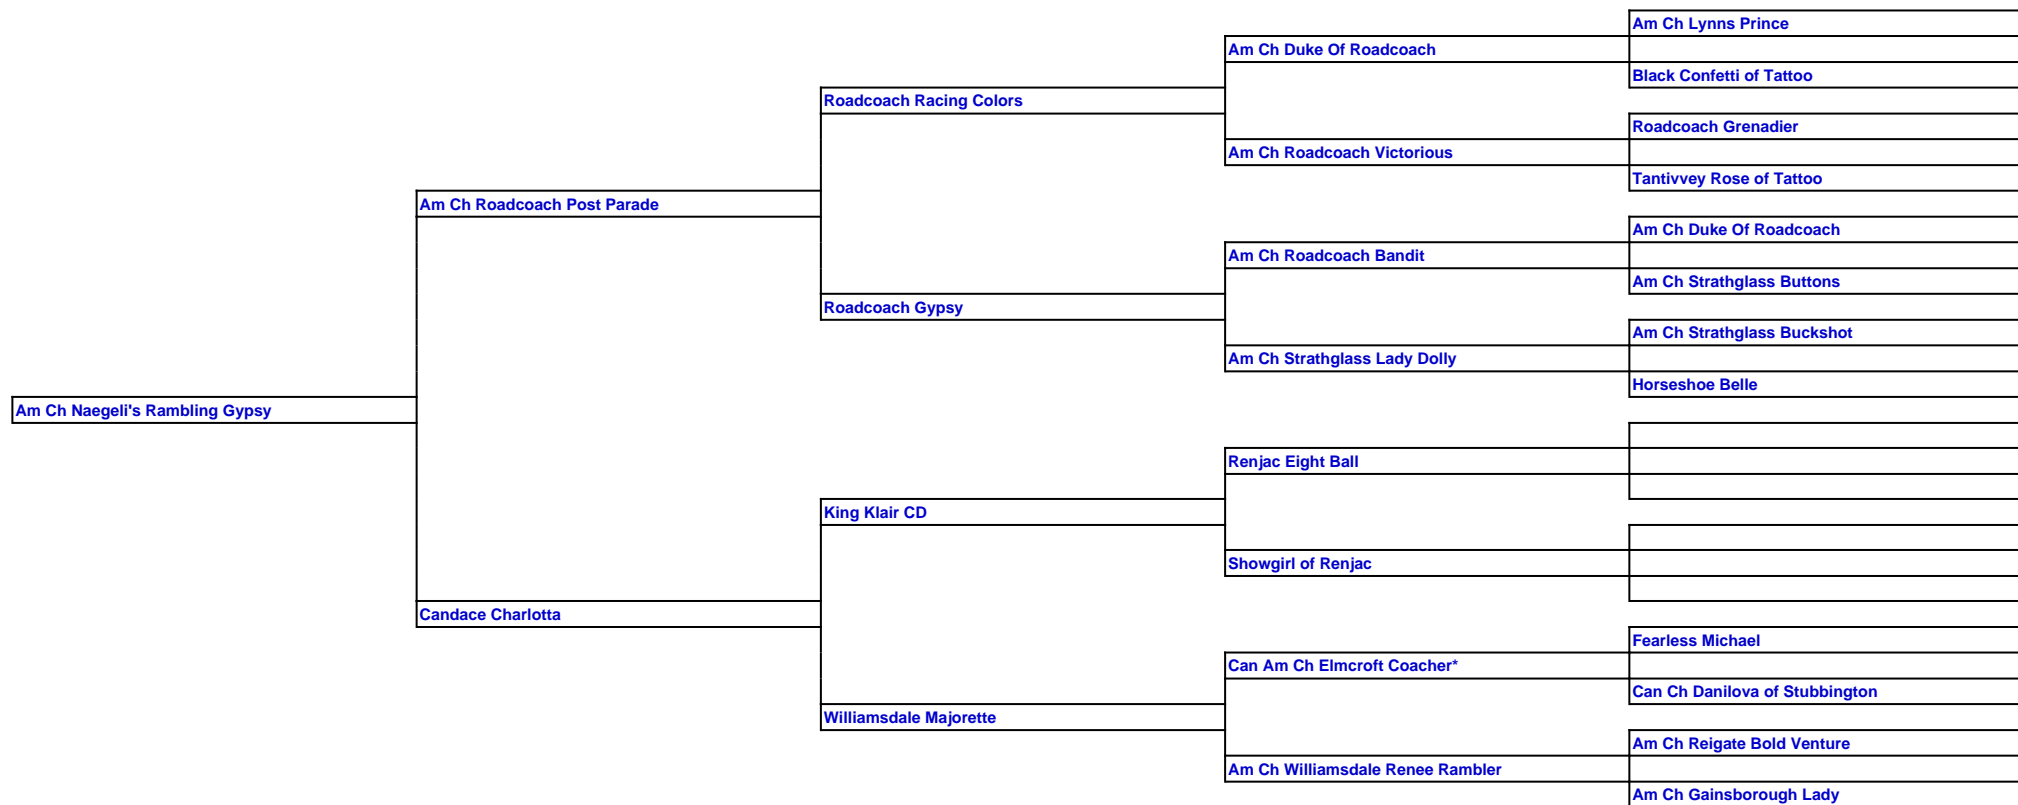 Am Ch Lynns Prince
Am Ch Duke Of Roadcoach
Black Confetti of Tattoo
Roadcoach Racing Colors
Roadcoach Grenadier
Am Ch Roadcoach Victorious
Tantivvey Rose of Tattoo
Am Ch Roadcoach Post Parade
Am Ch Duke Of Roadcoach
Am Ch Roadcoach Bandit
Am Ch Strathglass Buttons
Roadcoach Gypsy
Am Ch Strathglass Buckshot
Am Ch Strathglass Lady Dolly
Horseshoe Belle
Am Ch Naegeli's Rambling Gypsy
Renjac Eight Ball
King Klair CD
Showgirl of Renjac
Candace Charlotta
Fearless Michael
Can Am Ch Elmcroft Coacher*
Can Ch Danilova of Stubbington
Williamsdale Majorette
Am Ch Reigate Bold Venture
Am Ch Williamsdale Renee Rambler
Am Ch Gainsborough Lady